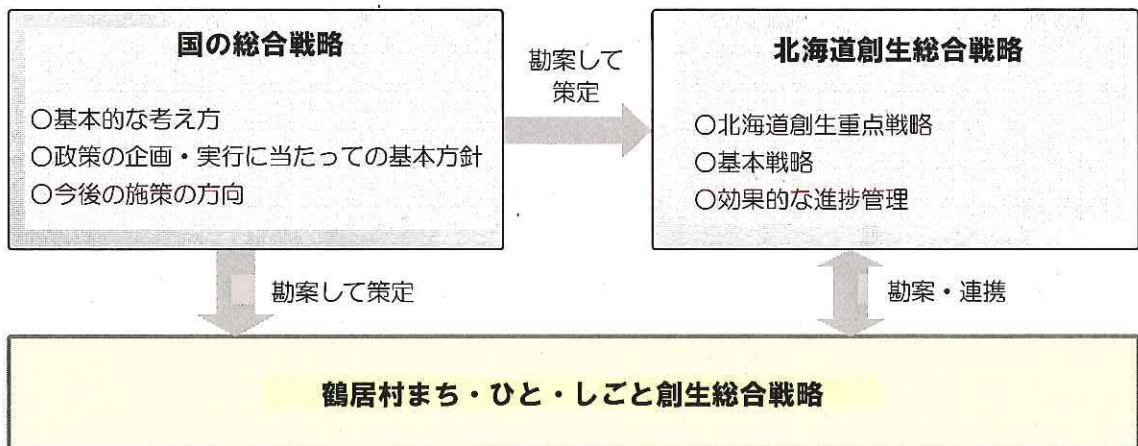 国の総合戦略
○基本的な考え方
○政策の企画・実行に当たっての基本方針
○今後の施策の方向
勘案して
策定
北海道創生総合戦略
○北海道創生重点戦略
○基本戦略
○効果的な進捗管理
勘案して策定
勘案・連携
鶴居村まち・ひと・しごと創生総合戦略